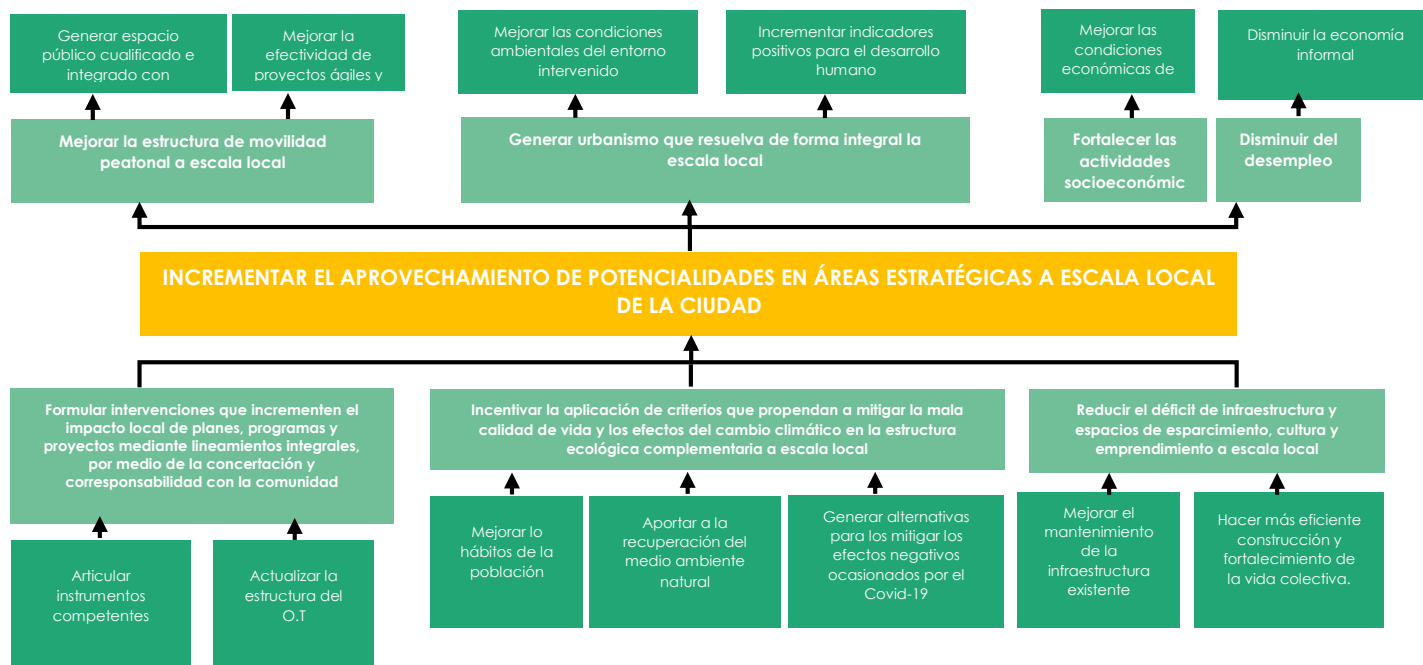 Generar espacio
público cualificado e
integrado con
Mejorar la
efectividad de
proyectos ágiles y
Mejorar las condiciones
ambientales del entorno
intervenido
Incrementar indicadores
positivos para el desarrollo
humano
Mejorar las
condiciones
económicas de
Disminuir la economía
informal
Mejorar la estructura de movilidad
peatonal a escala local
Generar urbanismo que resuelva de forma integral la
escala local
Fortalecer las
actividades
socioeconómic
Disminuir del
desempleo
INCREMENTAR EL APROVECHAMIENTO DE POTENCIALIDADES EN ÁREAS ESTRATÉGICAS A ESCALA LOCAL
DE LA CIUDAD
Formular intervenciones que incrementen el
impacto local de planes, programas y
proyectos mediante lineamientos integrales,
por medio de la concertación y
corresponsabilidad con la comunidad
Incentivar la aplicación de criterios que propendan a mitigar la mala
calidad de vida y los efectos del cambio climático en la estructura
ecológica complementaria a escala local
Reducir el déficit de infraestructura y
espacios de esparcimiento, cultura y
emprendimiento a escala local
Articular
instrumentos
competentes
Actualizar la
estructura del
O.T
Mejorar lo
hábitos de la
población
Aportar a la
recuperación del
medio ambiente
natural
Generar alternativas
para los mitigar los
efectos negativos
ocasionados por el
Covid-19
Mejorar el
mantenimiento
de la
infraestructura
existente
Hacer más eficiente
construcción y
fortalecimiento de
la vida colectiva.